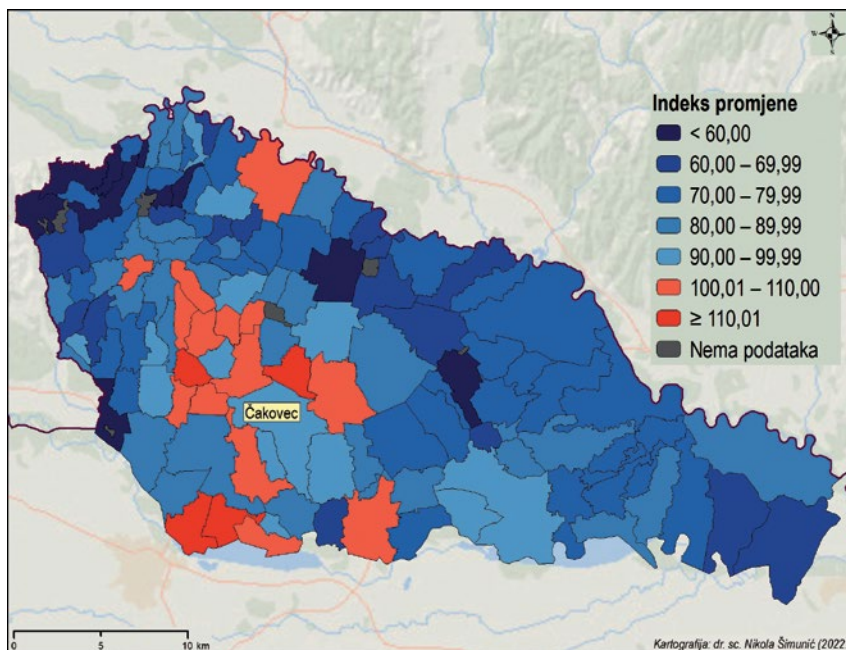 N
W E
S
Indeks promjene
< 60,00
60,00 – 69,99
70,00 – 79,99
80,00 – 89,99
90,00 – 99,99
100,01 – 110,00
≥ 110,01
Nema podataka
Čakovec
0 5 10 km
Kartografija: dr. sc. Nikola Šimunić (2022